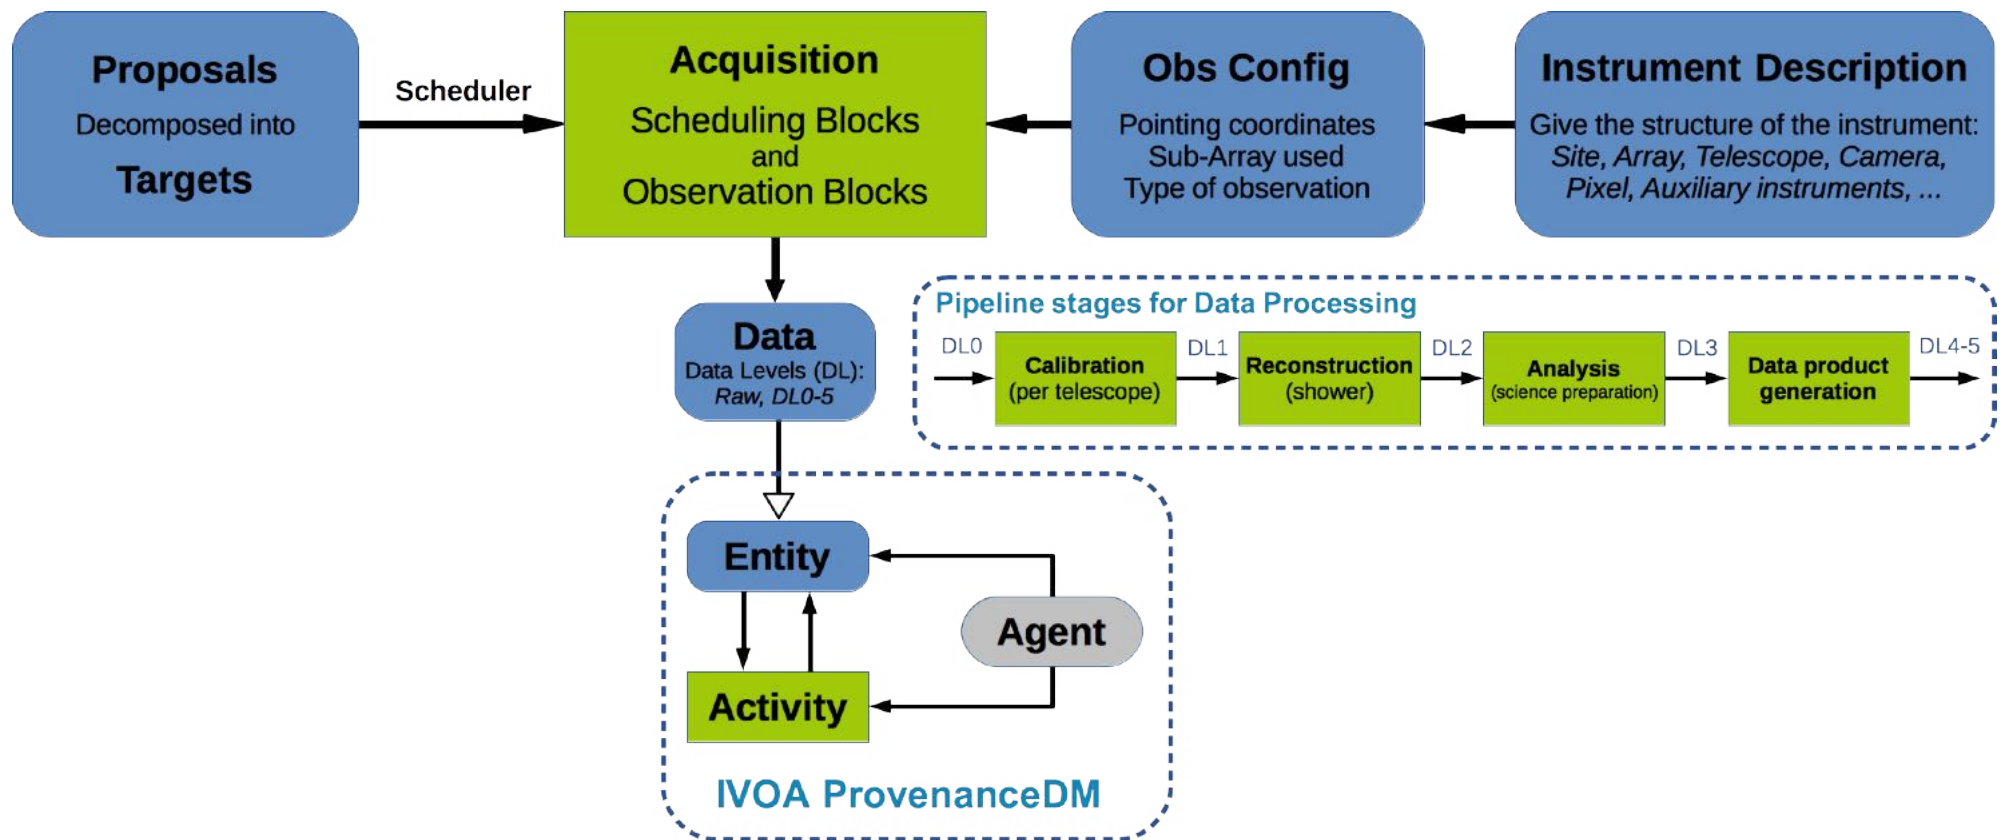 Proposals
Decomposed into
Targets
Scheduler
Acquisition
Scheduling Blocks
and
Observation Blocks
Obs Config
Pointing coordinates
Sub-Array used
Type of observation
Instrument Description
Give the structure of the instrument:
Site, Array, Telescope, Camera,
Pixel, Auxiliary instruments, ...
Data
Data Levels (DL):
Raw, DL0-5
Pipeline stages for Data Processing
DL0
Calibration
(per telescope)
DL1
Reconstruction
(shower)
DL2
Analysis
(science preparation)
DL3
Data product
generation
DL4-5
Entity
Agent
Activity
IVOA ProvenanceDM